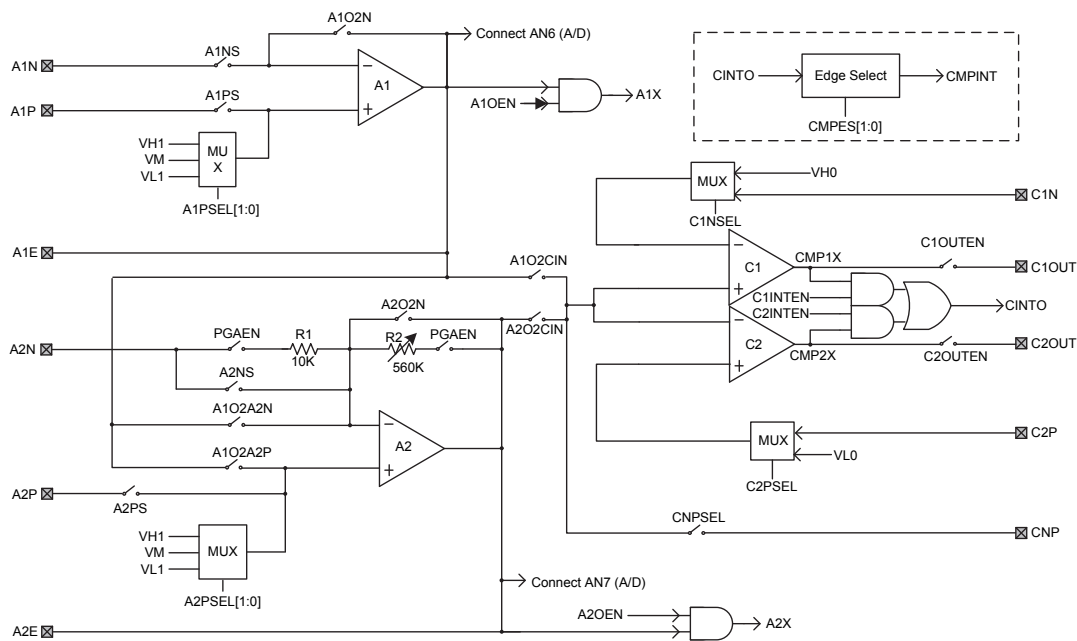 A1O2N
Connect AN6 (A/D)
A1N
A1NS
A1
A1P
A1PS
A1OEN
A1X
VH1
VM
VL1
MU
X
A1PSEL[1:0]
CINTO
Edge Select
CMPINT
CMPES[1:0]
MUX
VH0
C1N
C1NSEL
A1E
A1O2CIN
C1
CMP1X
C1OUTEN
C1OUT
C1INTEN
C2INTEN
CINTO
A2O2N
A2O2CIN
A2N
PGAEN
R1
10K
R2
560K
PGAEN
C2
CMP2X
C2OUTEN
C2OUT
A2NS
A1O2A2N
A2
A1O2A2P
A2P
A2PS
MUX
C2P
VL0
C2PSEL
VH1
VM
VL1
MUX
A2PSEL[1:0]
CNPSEL
CNP
Connect AN7 (A/D)
A2OEN
A2X
A2E